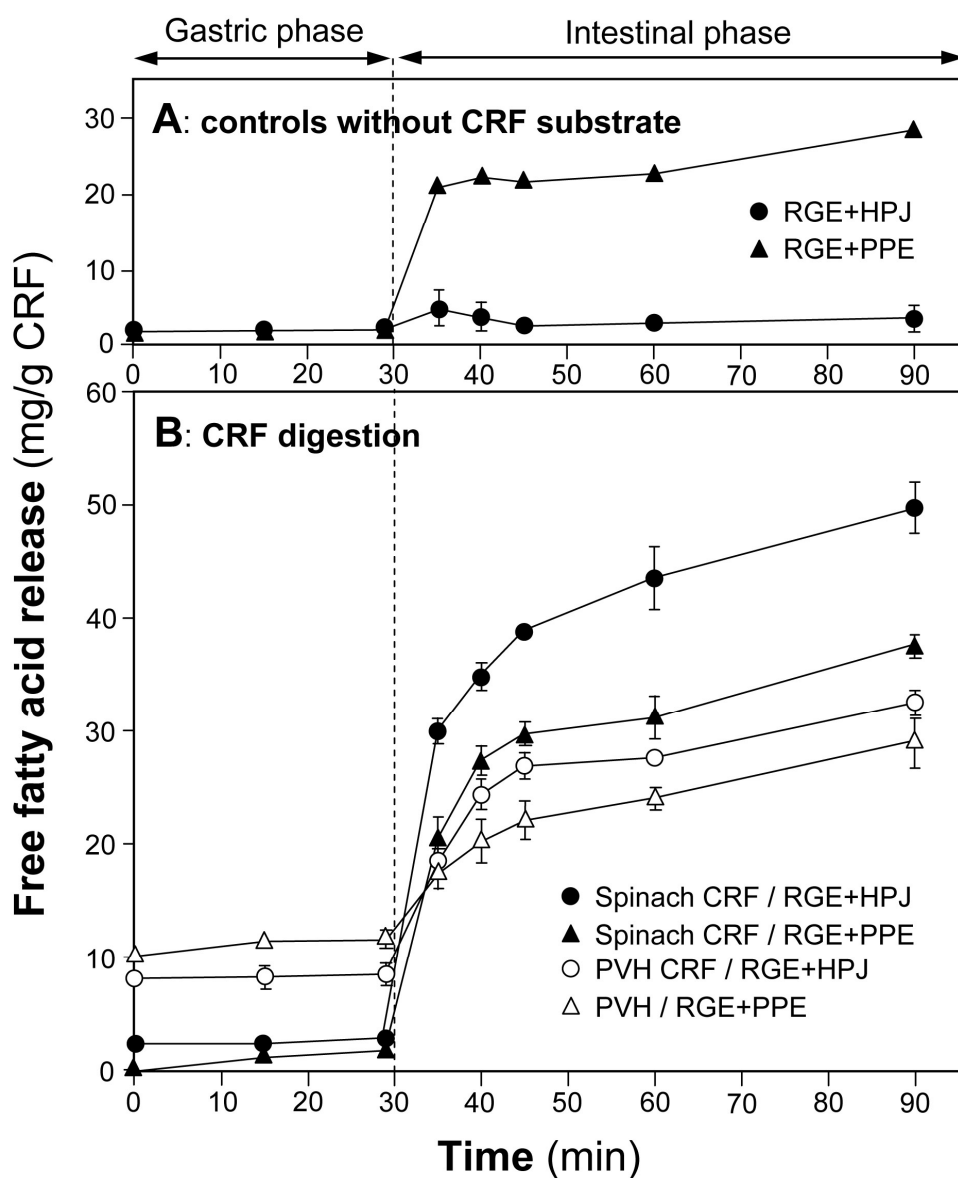 Gastric phase
Intestinal phase
A: controls without CRF substrate
30
20
10
0
RGE+HPJ
RGE+PPE
0 10 20 30 40 50 60 70 80 90
Free fatty acid release (mg/g CRF)
B: CRF digestion
60
50
40
30
20
10
0
Spinach CRF / RGE+HPJ
Spinach CRF / RGE+PPE
PVH CRF / RGE+HPJ
PVH / RGE+PPE
0 10 20 30 40 50 60 70 80 90
Time (min)